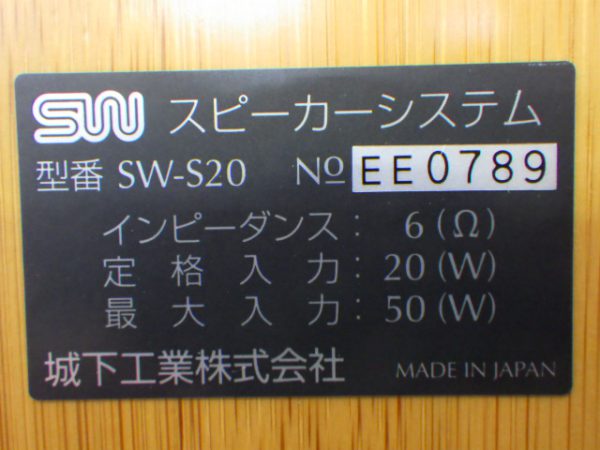 SW スピーカーシステム
型番 SW-S20 No EE0789
インピーダンス： 6（Ω）
定格入力：20（W）
最大入力：50（W）
城下工業株式会社 MADE IN JAPAN